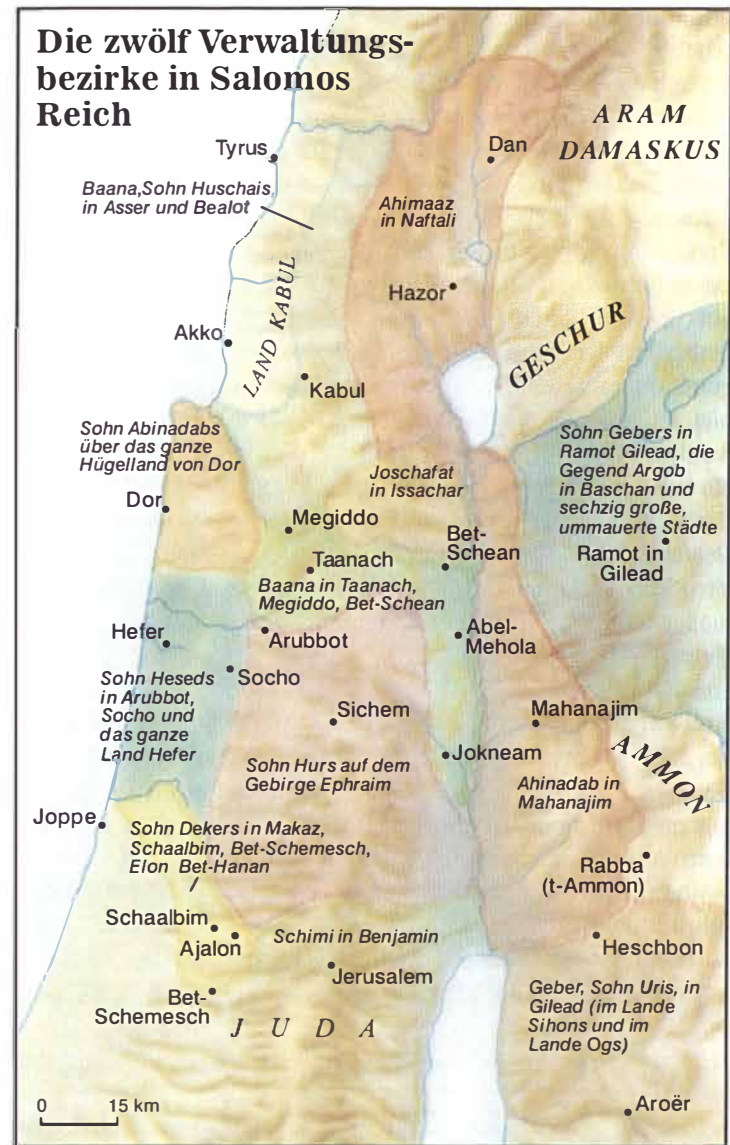 Die zwölf Verwaltungs-
bezirke in Salomos
Reich
ARAM
DAMASKUS
Tyrus
Dan
Baana, Sohn Huschais,
in Asser und Bealot
Ahimaaz
in Naftali
LAND KABUL
Hazor
GESCHUR
Akko
Kabul
Sohn Abinadabs
über das ganze
Hügelland von Dor
Sohn Gebers in
Ramot Gilead, die
Gegend Argob
in Baschan und
sechzig große,
ummauerte Städte
Joschafat
in Issachar
Dor
Megiddo
Bet-
Schean
Ramot in
Gilead
Taanach
Baana in Taanach,
Megiddo, Bet-Schean
Hefer
Arubbot
Abel-
Mehola
Socho
Sohn Heseds
in Arubbot,
Socho und
das ganze
Land Hefer
Sichem
Mahanajim
AMMON
Sohn Hurs auf dem
Gebirge Ephraim
Jokneam
Ahinadab in
Mahanajim
Joppe
Sohn Dekers in Makaz,
Schaalbim, Bet-Schemesch,
Elon Bet-Hanan
Rabba
(t-Ammon)
Schaalbim
Ajalon
Schimi in Benjamin
Heschbon
Jerusalem
Bet-
Schemesch
JUDA
Geber, Sohn Uris, in
Gilead (im Lande
Sihons und im
Lande Ogs)
0 15 km
Aroër